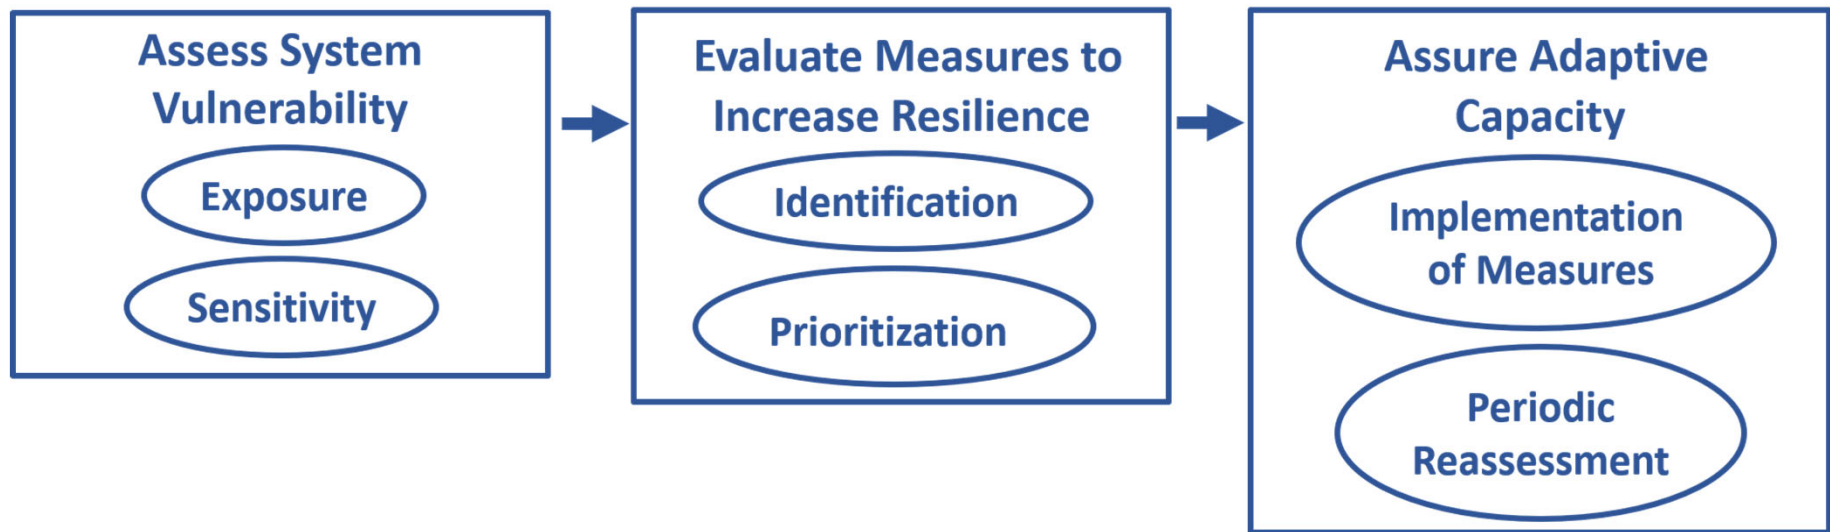 Assess System
Vulnerability
Exposure
Sensitivity
Evaluate Measures to
Increase Resilience
Identification
Prioritization
Assure Adaptive
Capacity
Implementation
of Measures
Periodic
Reassessment